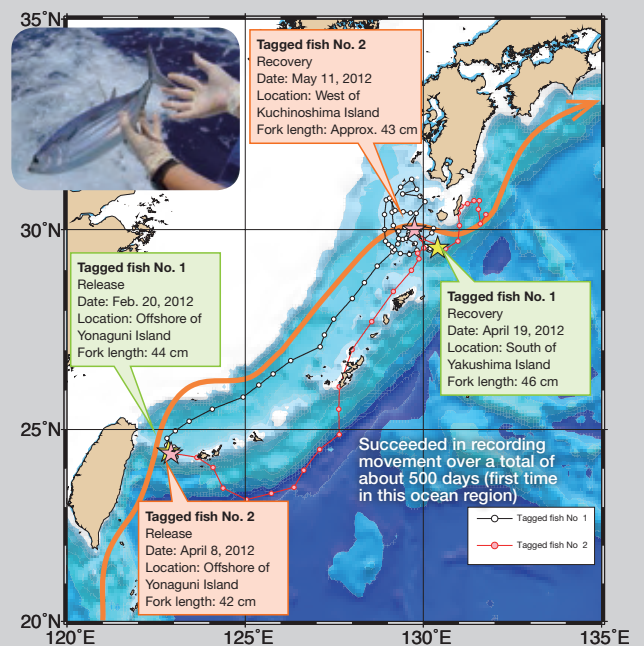 35°N
Tagged fish No. 2
Recovery
Date: May 11, 2012
Location: West of
Kuchinoshima Island
Fork length: Approx. 43 cm
30°N
Tagged fish No. 1
Release
Date: Feb. 20, 2012
Location: Offshore of
Yonaguni Island
Fork length: 44 cm
Tagged fish No. 1
Recovery
Date: April 19, 2012
Location: South of
Yakushima Island
Fork length: 46 cm
25°N
Succeeded in recording
movement over a total of
about 500 days (first time
in this ocean region)
Tagged fish No. 2
Release
Date: April 8, 2012
Location: Offshore of
Yonaguni Island
Fork length: 42 cm
Tagged fish No 1
Tagged fish No 2
20°N
120°E
125°E
130°E
135°E